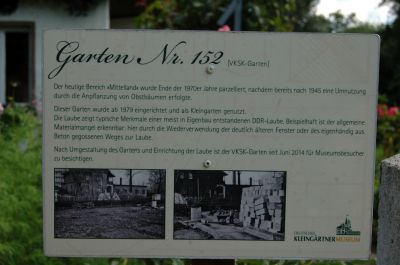 Garten Nr. 152 [VKSK-Garten]
Der heutige Bereich »Mittelland« wurde Ende der 1970er Jahre parzelliert, nachdem bereits nach 1945 eine Umnutzung
durch die Anpflanzung von Obstbäumen erfolgte.
Dieser Garten wurde ab 1979 eingerichtet und als Kleingarten genutzt.
Die Laube zeigt typische Merkmale einer meist in Eigenbau entstandenen DDR-Laube. Beispielhaft ist der allgemeine
Materialmangel erkennbar: hier durch die Wiederverwendung der deutlich älteren Fenster oder des eigenhändig aus
Beton gegossenen Weges zur Laube.
Nach Umgestaltung des Gartens und Einrichtung der Laube ist der VKSK-Garten seit Juni 2014 für Museumsbesucher
zu besichtigen.
DEUTSCHES
KLEINGÄRTNERMUSEUM